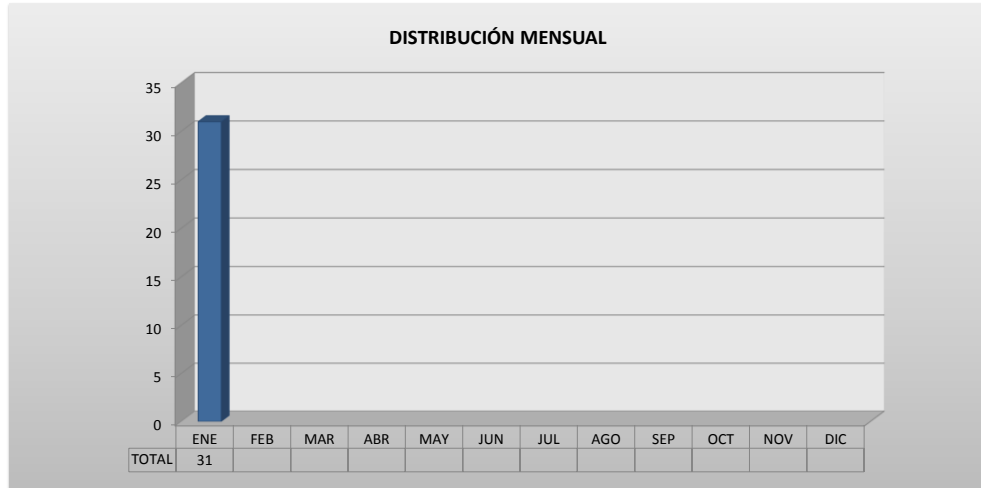 DISTRIBUCIÓN MENSUAL
35
30
25
20
15
10
5
0
ENE FEB MAR ABR MAY JUN JUL AGO SEP OCT NOV DIC
TOTAL 31